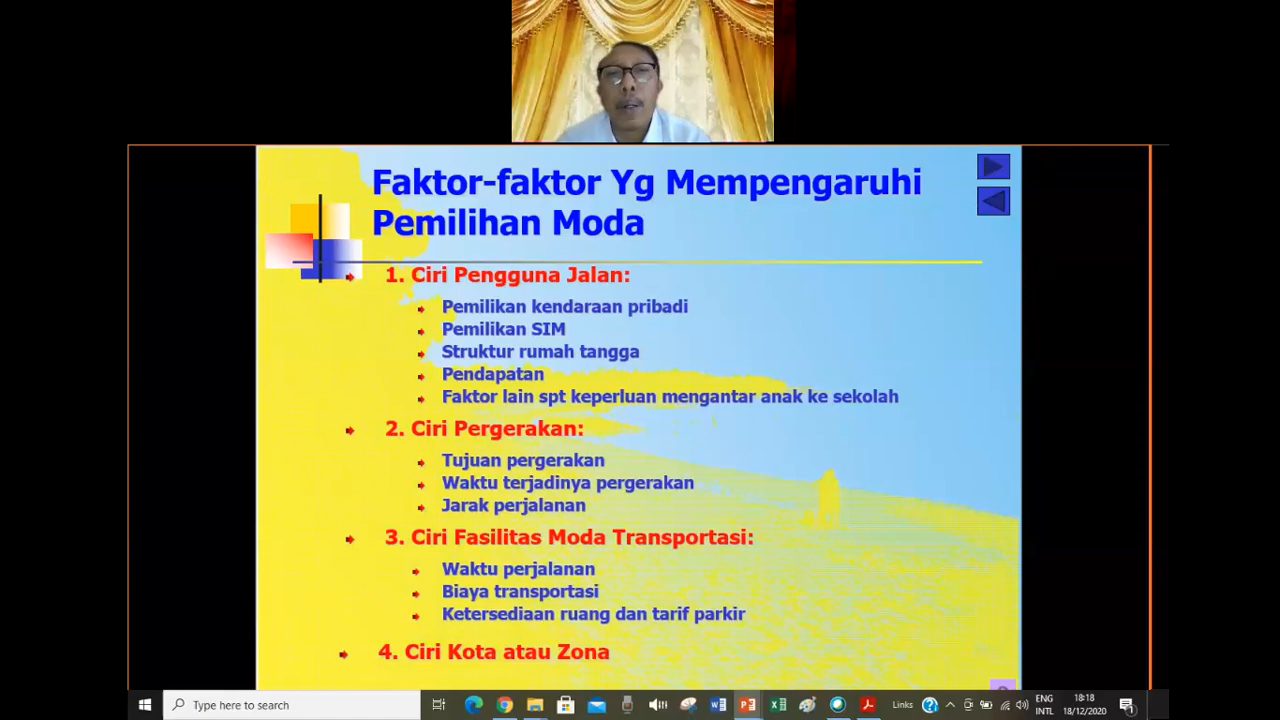 Faktor-faktor Yg Mempengaruhi
Pemilihan Moda
1. Ciri Pengguna Jalan:
Pemilikan kendaraan pribadi
Pemilikan SIM
Struktur rumah tangga
Pendapatan
Faktor lain spt keperluan mengantar anak ke sekolah
2. Ciri Pergerakan:
Tujuan pergerakan
Waktu terjadinya pergerakan
Jarak perjalanan
3. Ciri Fasilitas Moda Transportasi:
Waktu perjalanan
Biaya transportasi
Ketersediaan ruang dan tarif parkir
4. Ciri Kota atau Zona
Type here to search
Links
ENG
INTL
18:18
18/12/2020